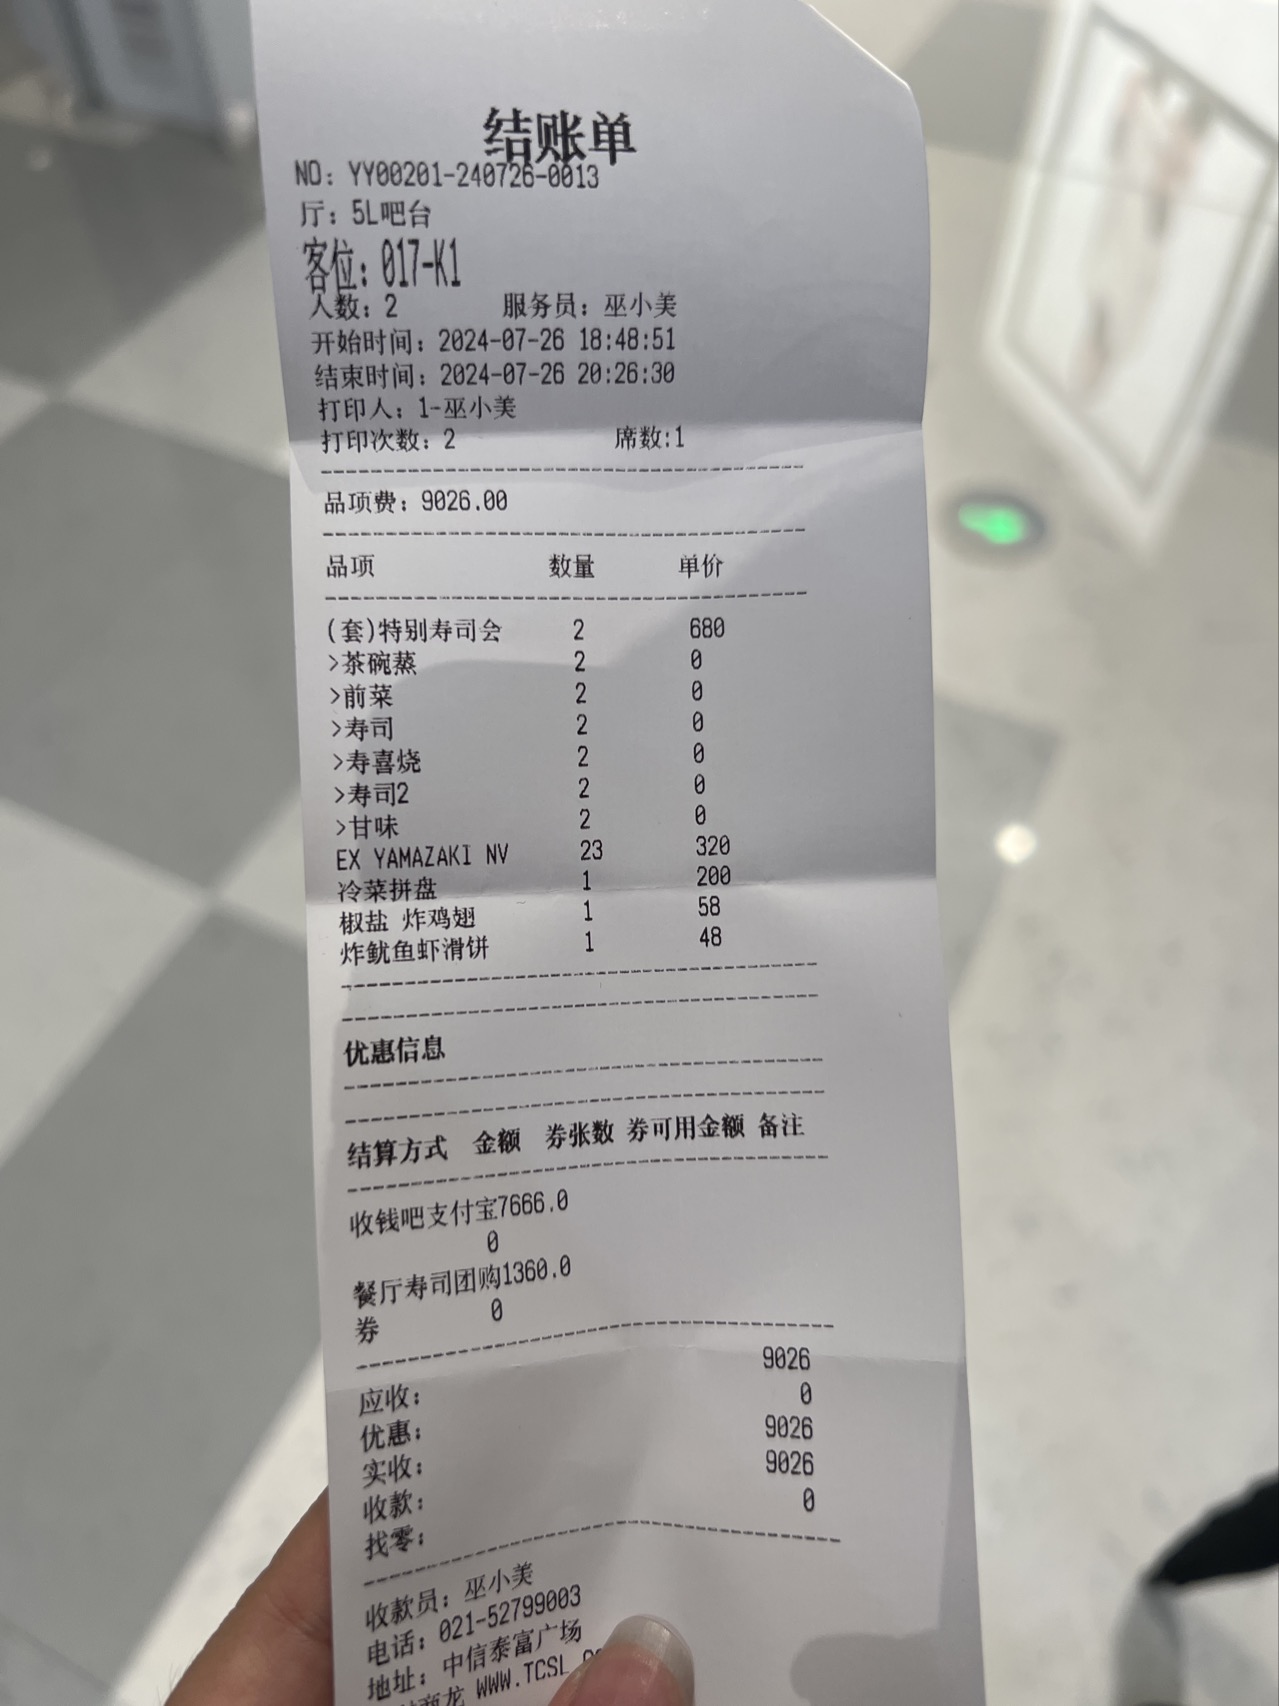 结账单
NO: YY00201-240726-0013
厅: 5L吧台
客位: 017-K1
人数: 2 服务员: 巫小美
开始时间: 2024-07-26 18:48:51
结束时间: 2024-07-26 20:26:30
打印人: 1-巫小美
打印次数: 2 席数:1
品项费: 9026.00
品项 数量 单价
(套)特别寿司会 2 680
>茶碗蒸 2 0
>前菜 2 0
>寿司 2 0
>寿喜烧 2 0
>寿司2 2 0
>甘味 2 0
EX YAMAZAKI NV 23 320
冷菜拼盘 1 200
椒盐 炸鸡翅 1 58
炸鱿鱼虾滑饼 1 48
优惠信息
结算方式 金额 券张数 券可用金额 备注
收钱吧支付宝7666.0
0
餐厅寿司团购1360.0
券 0
应收: 9026
优惠: 0
实收: 9026
收款: 9026
找零: 0
收款员: 巫小美
电话: 021-52799003
地址: 中信泰富广场
商龙 WWW.TCSL